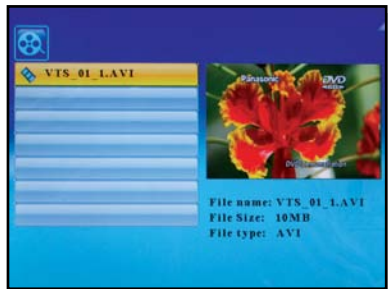 VTS_01_1.AVI
Panasonic
DVD
File name: VTS_01_1.AVI
File Size: 10MB
File type: AVI